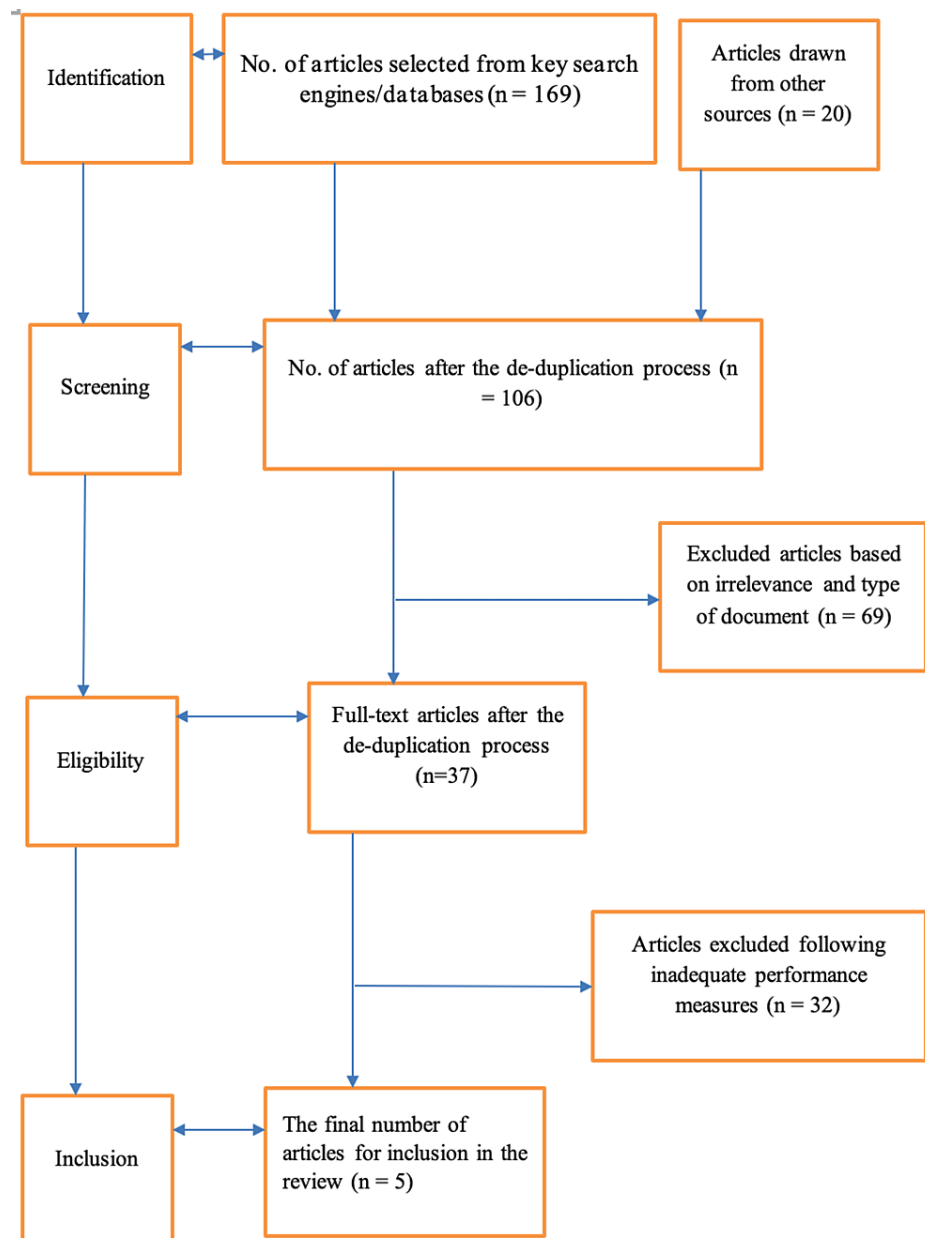 Identification
No. of articles selected from key search
engines/databases (n = 169)
Articles drawn
from other
sources (n = 20)
Screening
No. of articles after the de-duplication process (n
= 106)
Excluded articles based
on irrelevance and type
of document (n = 69)
Eligibility
Full-text articles after the
de-duplication process
(n=37)
Articles excluded following
inadequate performance
measures (n = 32)
Inclusion
The final number of
articles for inclusion in the
review (n = 5)